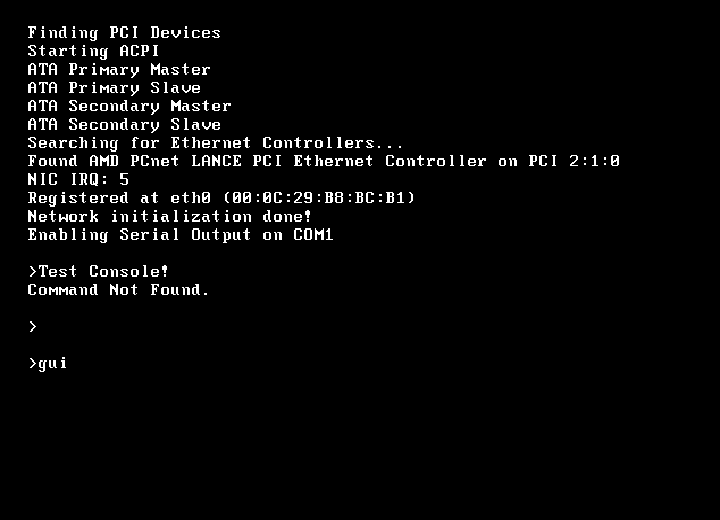 Finding PCI Devices
Starting ACPI
ATA Primary Master
ATA Primary Slave
ATA Secondary Master
ATA Secondary Slave
Searching for Ethernet Controllers...
Found AMD PCnet LANCE PCI Ethernet Controller on PCI 2:1:0
NIC IRQ: 5
Registered at eth0 (00:0C:29:B8:BC:B1)
Network initialization done!
Enabling Serial Output on COM1
>Test Console!
Command Not Found.
>
>gui